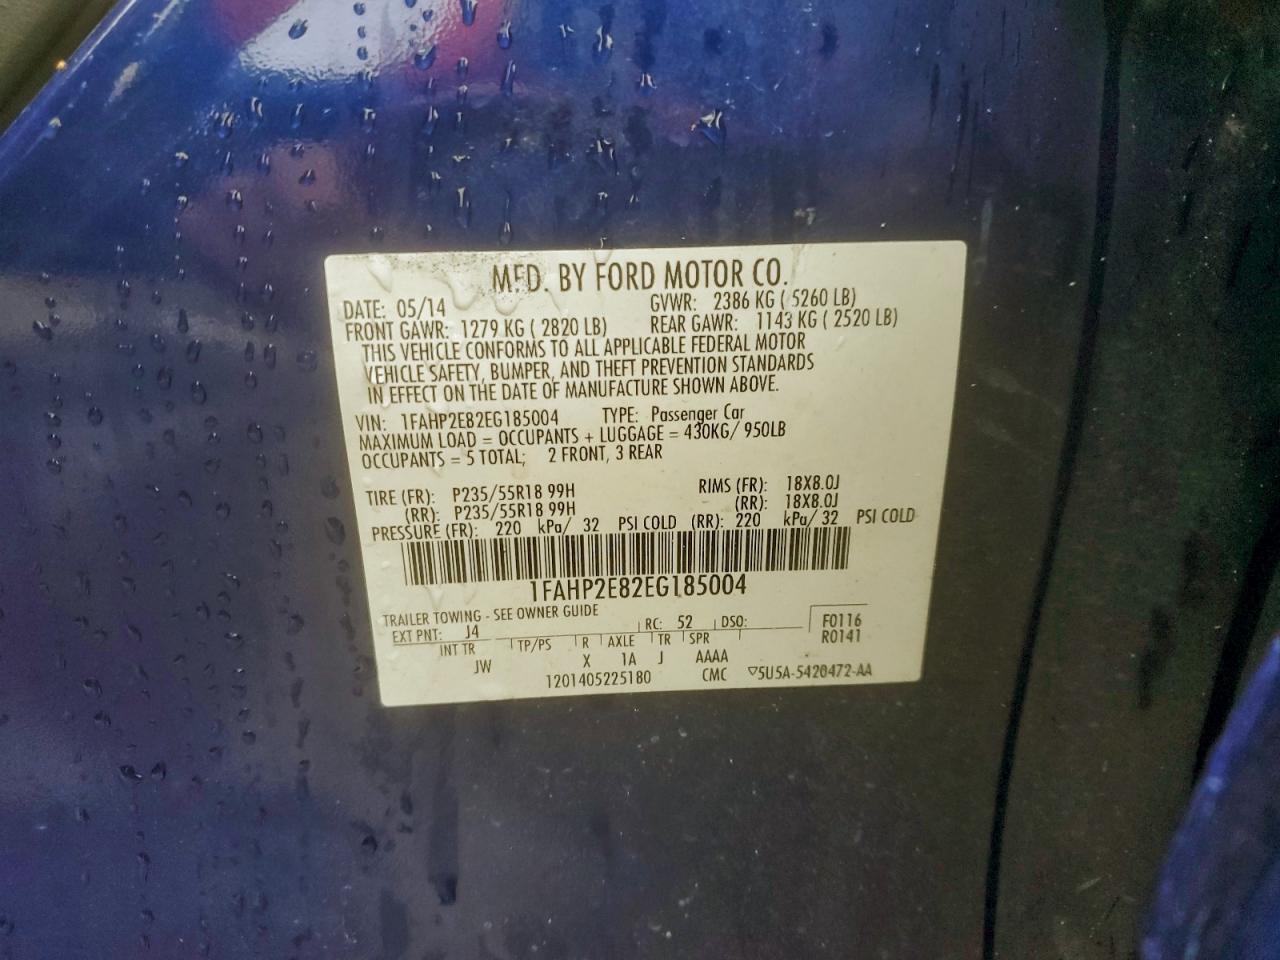 MFD. BY FORD MOTOR CO.
DATE: 05/14 GVWR: 2386 KG ( 5260 LB)
FRONT GAWR: 1279 KG ( 2820 LB) REAR GAWR: 1143 KG ( 2520 LB)
THIS VEHICLE CONFORMS TO ALL APPLICABLE FEDERAL MOTOR
VEHICLE SAFETY, BUMPER, AND THEFT PREVENTION STANDARDS
IN EFFECT ON THE DATE OF MANUFACTURE SHOWN ABOVE.
VIN: 1FAHP2E82EG185004 TYPE: Passenger Car
MAXIMUM LOAD = OCCUPANTS + LUGGAGE = 430KG/ 950LB
OCCUPANTS = 5 TOTAL; 2 FRONT, 3 REAR
TIRE (FR): P235/55R18 99H RIMS (FR): 18X8.0J
(RR): P235/55R18 99H (RR): 18X8.0J
PRESSURE (FR): 220 kPa/ 32 PSI COLD (RR): 220 kPa/ 32 PSI COLD
1FAHP2E82EG185004
TRAILER TOWING - SEE OWNER GUIDE
EXT PNT: J4 RC: 52 DSO: F0116
INT TR TP/PS R AXLE TR SPR R0141
JW X 1A J AAAA
1201405225180 CMC ▽5U5A-5420472-AA